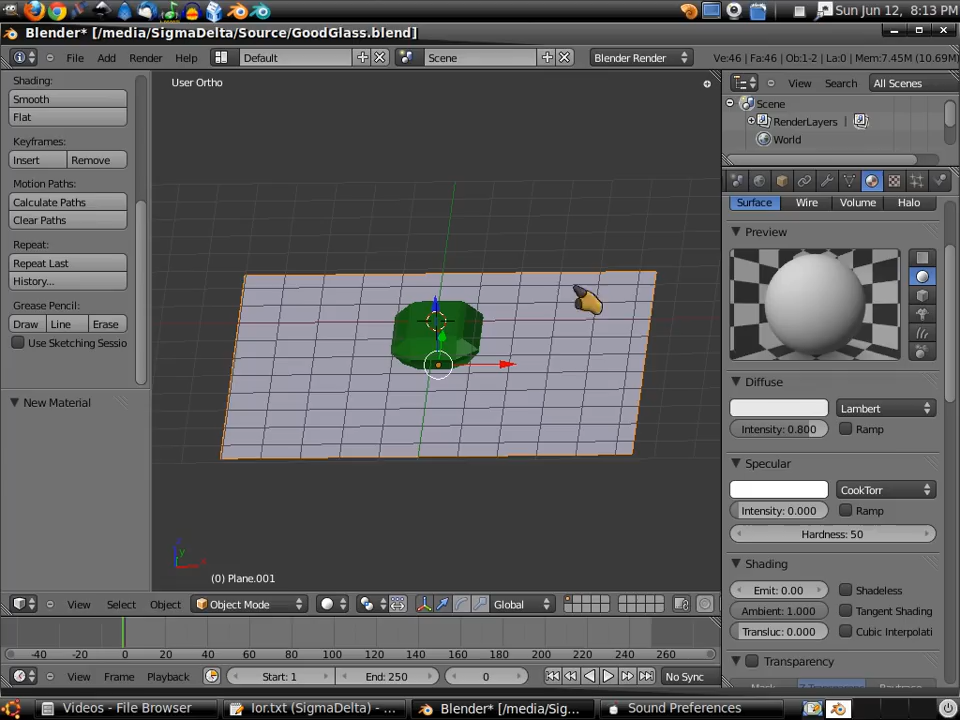 Sun Jun 12, 8:13 PM
Blender* [/media/SigmaDelta/Source/GoodGlass.blend]
File Add Render Help Default Scene Blender Render Ve:46 | Fa:46 | Ob:1-2 | La:0 | Mem:7.45M (10.69M)
Shading:
Smooth
Flat
Keyframes:
Insert Remove
Motion Paths:
Calculate Paths
Clear Paths
Repeat:
Repeat Last
History...
Grease Pencil:
Draw Line Erase
Use Sketching Sessio
New Material
User Ortho
(0) Plane.001
View Search All Scenes
Scene
RenderLayers |
World
Surface Wire Volume Halo
Preview
Diffuse
Lambert
Intensity: 0.800 Ramp
Specular
CookTorr
Intensity: 0.000 Ramp
Hardness: 50
Shading
Emit: 0.00 Shadeless
Ambient: 1.000 Tangent Shading
Transluc: 0.000 Cubic Interpolati
Transparency
View Select Object Object Mode Global
-40 -20 0 20 40 60 80 100 120 140 160 180 200 220 240 260
View Frame Playback Start: 1 End: 250 0 No Sync
Videos - File Browser Ior.txt (SigmaDelta) - ... Blender* [/media/Sig... Sound Preferences